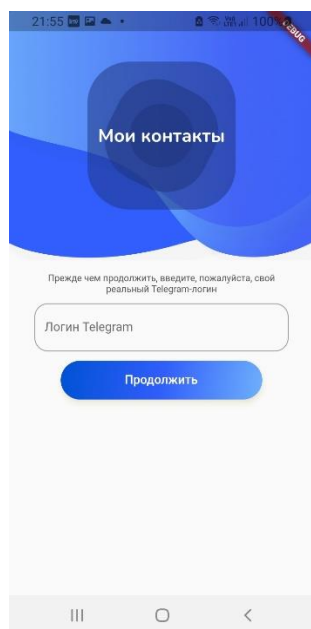 21:55
100%
DEBUG
Мои контакты
Прежде чем продолжить, введите, пожалуйста, свой
реальный Telegram-логин
Логин Telegram
Продолжить